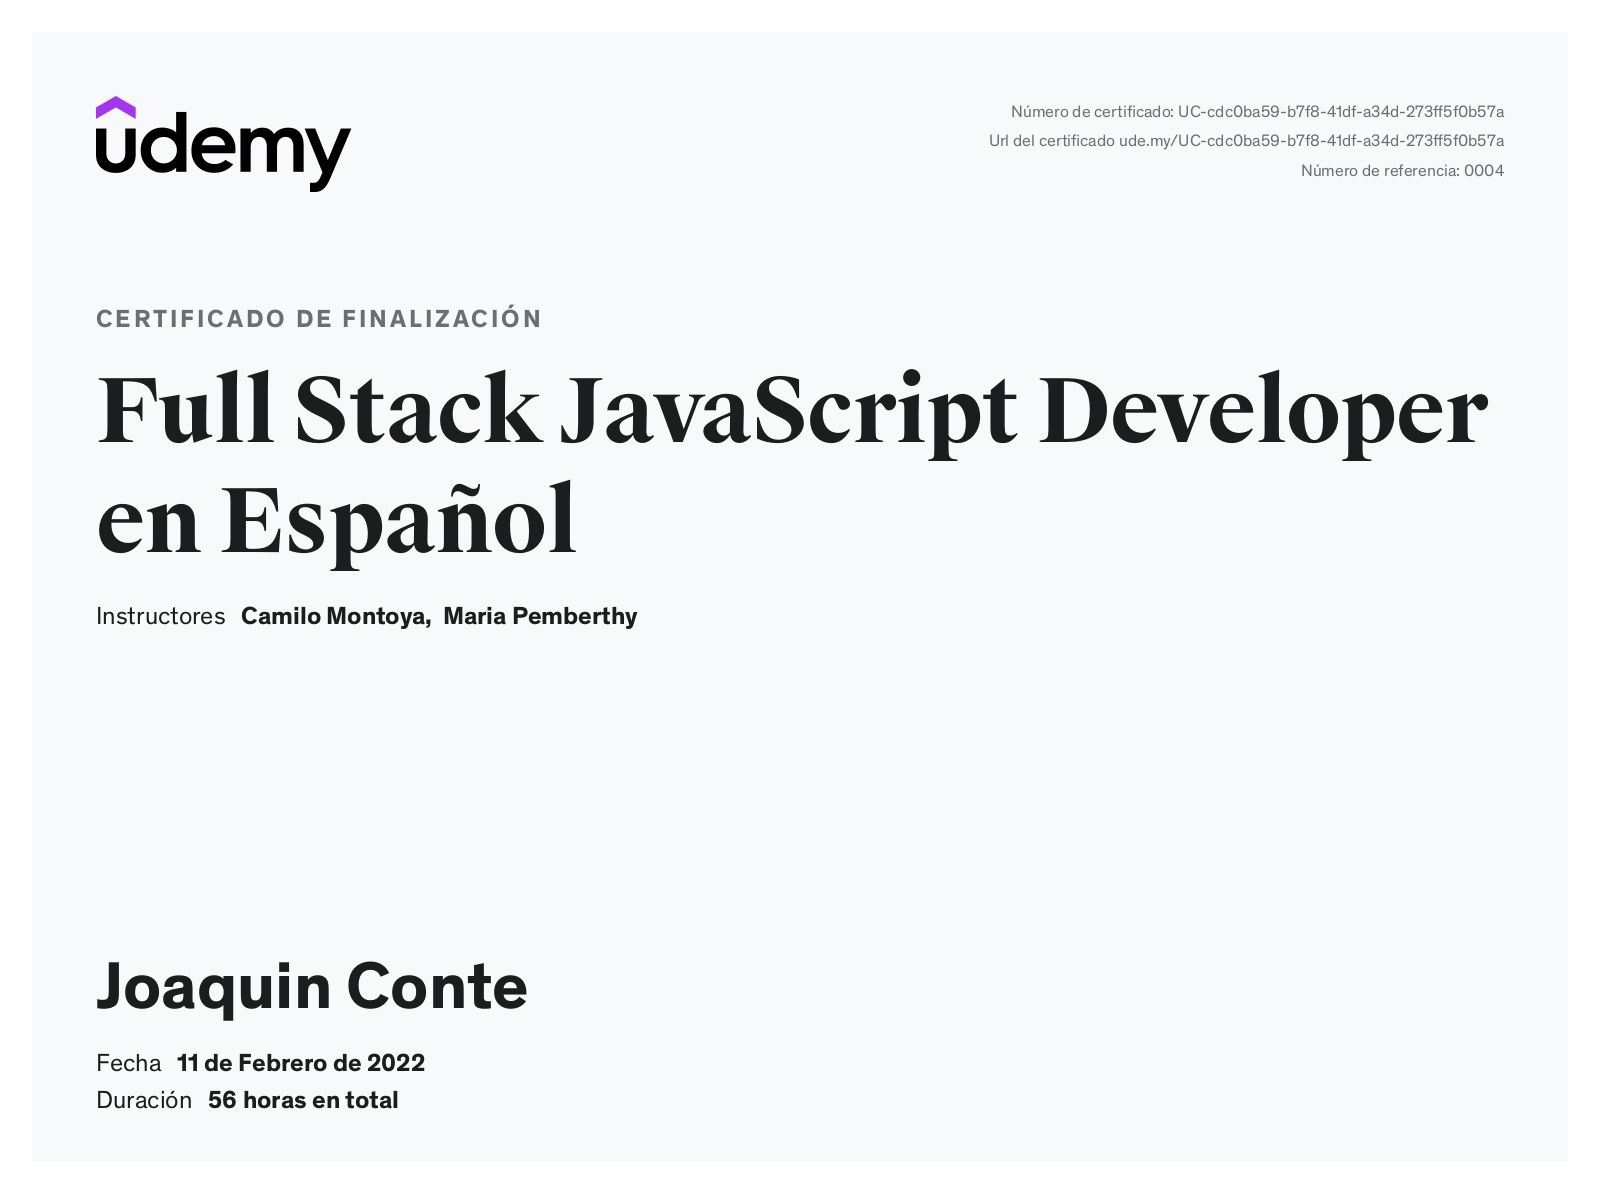 udemy
Número de certificado: UC-cdc0ba59-b7f8-41df-a34d-273ff5f0b57a
Url del certificado ude.my/UC-cdc0ba59-b7f8-41df-a34d-273ff5f0b57a
Número de referencia: 0004
CERTIFICADO DE FINALIZACIÓN
Full Stack JavaScript Developer
en Español
Instructores Camilo Montoya, Maria Pemberthy
Joaquin Conte
Fecha 11 de Febrero de 2022
Duración 56 horas en total